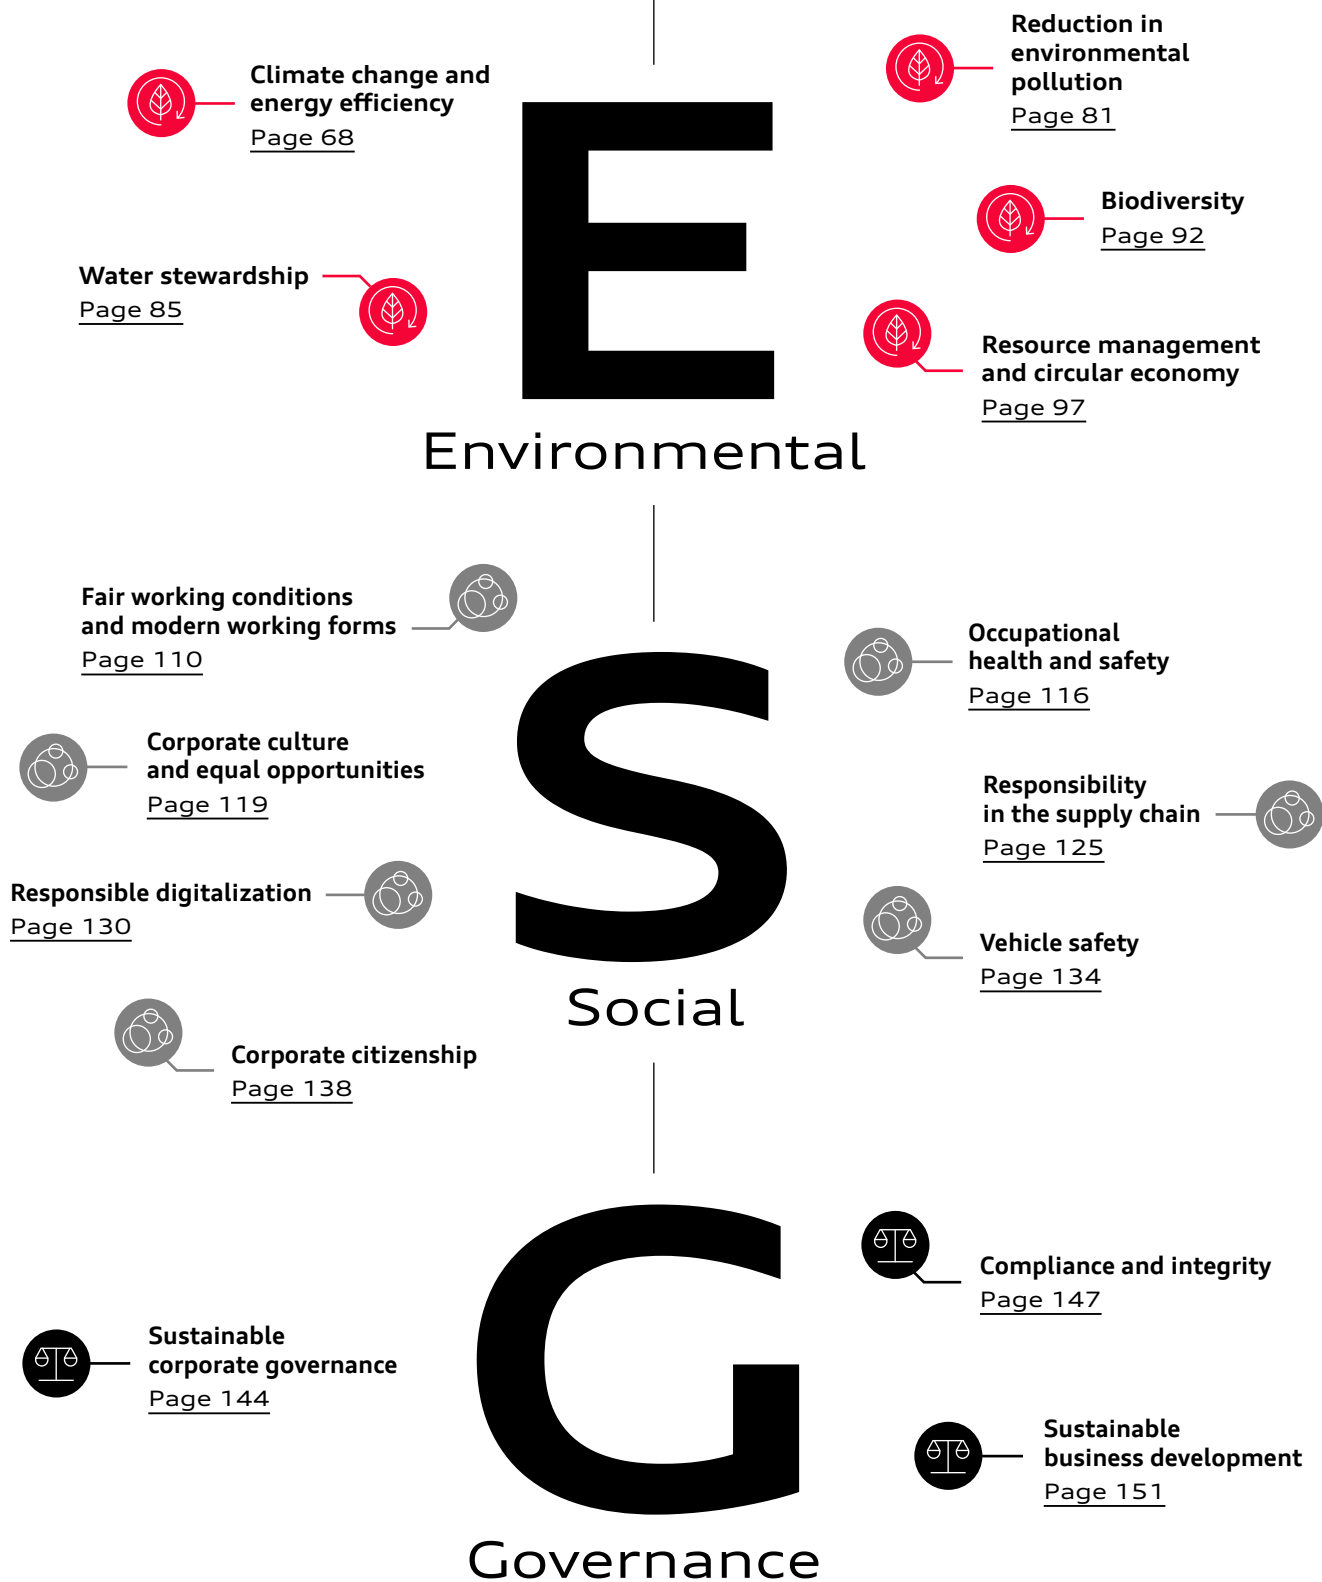 Climate change and
energy efficiency
Page 68
Reduction in
environmental
pollution
Page 81
Water stewardship
Page 85
Biodiversity
Page 92
Resource management
and circular economy
Page 97
E
Environmental
Fair working conditions
and modern working forms
Page 110
Occupational
health and safety
Page 116
Corporate culture
and equal opportunities
Page 119
Responsibility
in the supply chain
Page 125
Responsible digitalization
Page 130
Vehicle safety
Page 134
S
Social
Corporate citizenship
Page 138
Sustainable
corporate governance
Page 144
Compliance and integrity
Page 147
Sustainable
business development
Page 151
G
Governance